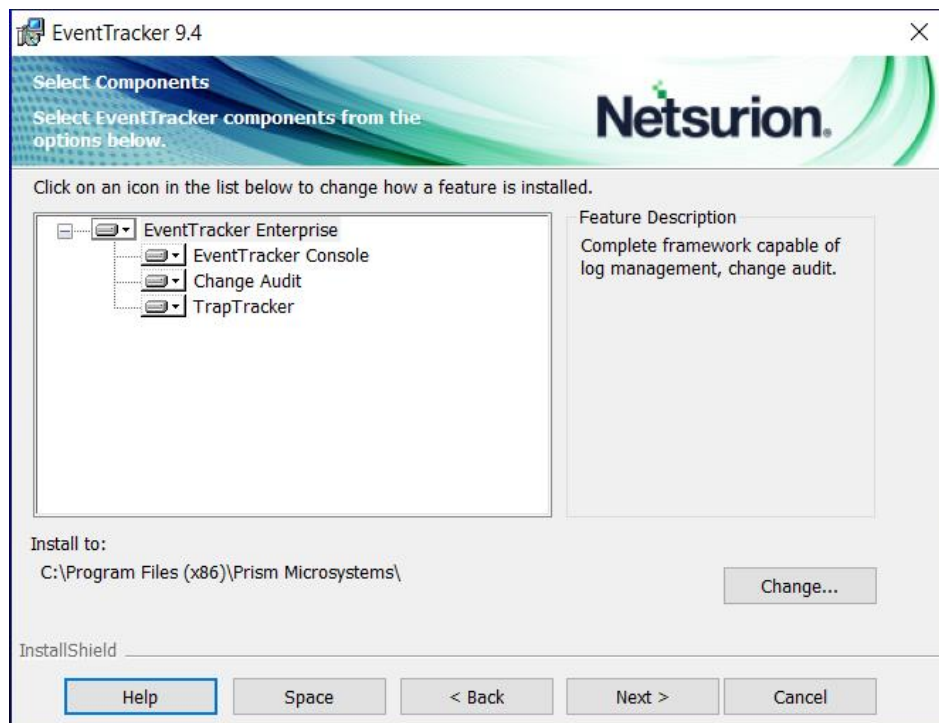 EventTracker 9.4
Select Components
Select EventTracker components from the
options below.
Netsurion.
Click on an icon in the list below to change how a feature is installed.
EventTracker Enterprise
EventTracker Console
Change Audit
TrapTracker
Feature Description
Complete framework capable of
log management, change audit.
Install to:
C:\Program Files (x86)\Prism Microsystems\
Change...
InstallShield
Help
Space
< Back
Next >
Cancel